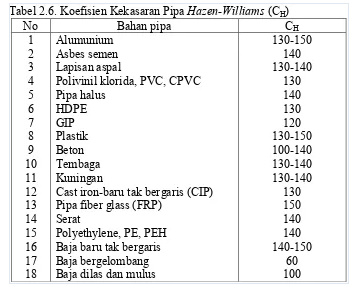 Tabel 2.6. Koefisien Kekasaran Pipa Hazen-Williams (CH)
No Bahan pipa CH
1 Alumunium 130-150
2 Asbes semen 140
3 Lapisan aspal 130-140
4 Polivinil klorida, PVC, CPVC 130
5 Pipa halus 140
6 HDPE 130
7 GIP 120
8 Plastik 130-150
9 Beton 100-140
10 Tembaga 130-140
11 Kuningan 130-140
12 Cast iron-baru tak bergaris (CIP) 130
13 Pipa fiber glass (FRP) 150
14 Serat 140
15 Polyethylene, PE, PEH 140
16 Baja baru tak bergaris 140-150
17 Baja bergelombang 60
18 Baja dilas dan mulus 100